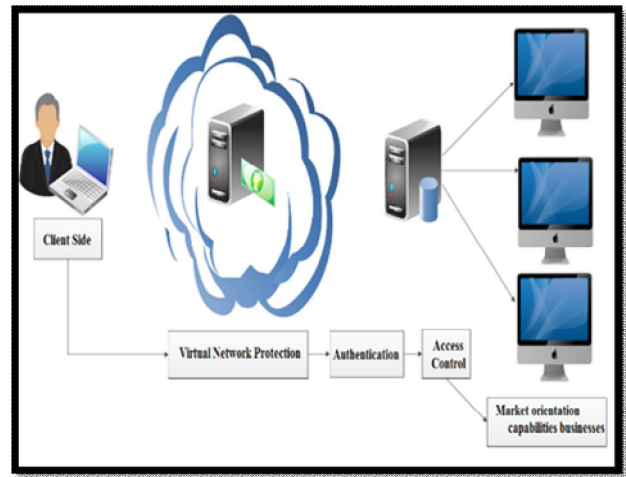 Client Side
Virtual Network Protection
Authentication
Access
Control
Market orientation
capabilities businesses